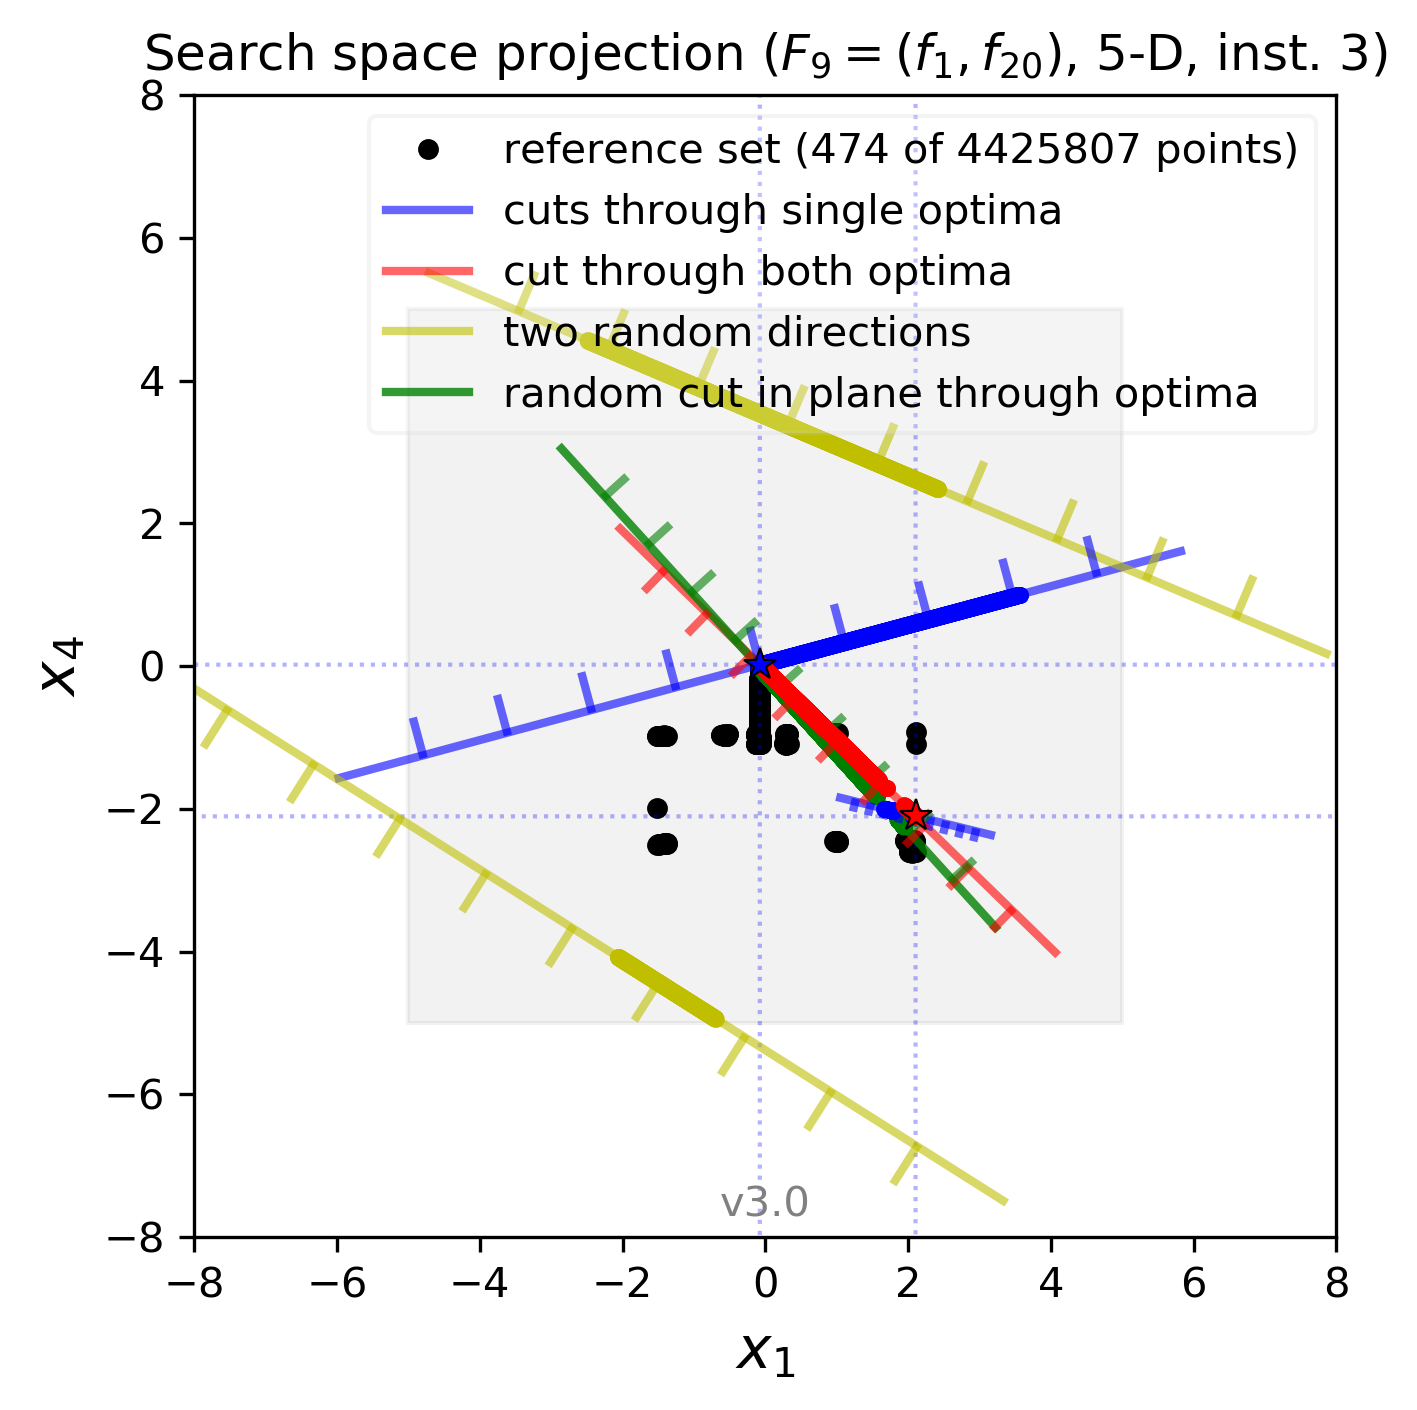 Search space projection (F₉ = (f₁, f₂₀), 5-D, inst. 3)
reference set (474 of 4425807 points)
cuts through single optima
cut through both optima
two random directions
random cut in plane through optima
8
6
4
2
0
−2
−4
−6
−8
x₄
v3.0
−8 −6 −4 −2 0 2 4 6 8
x₁